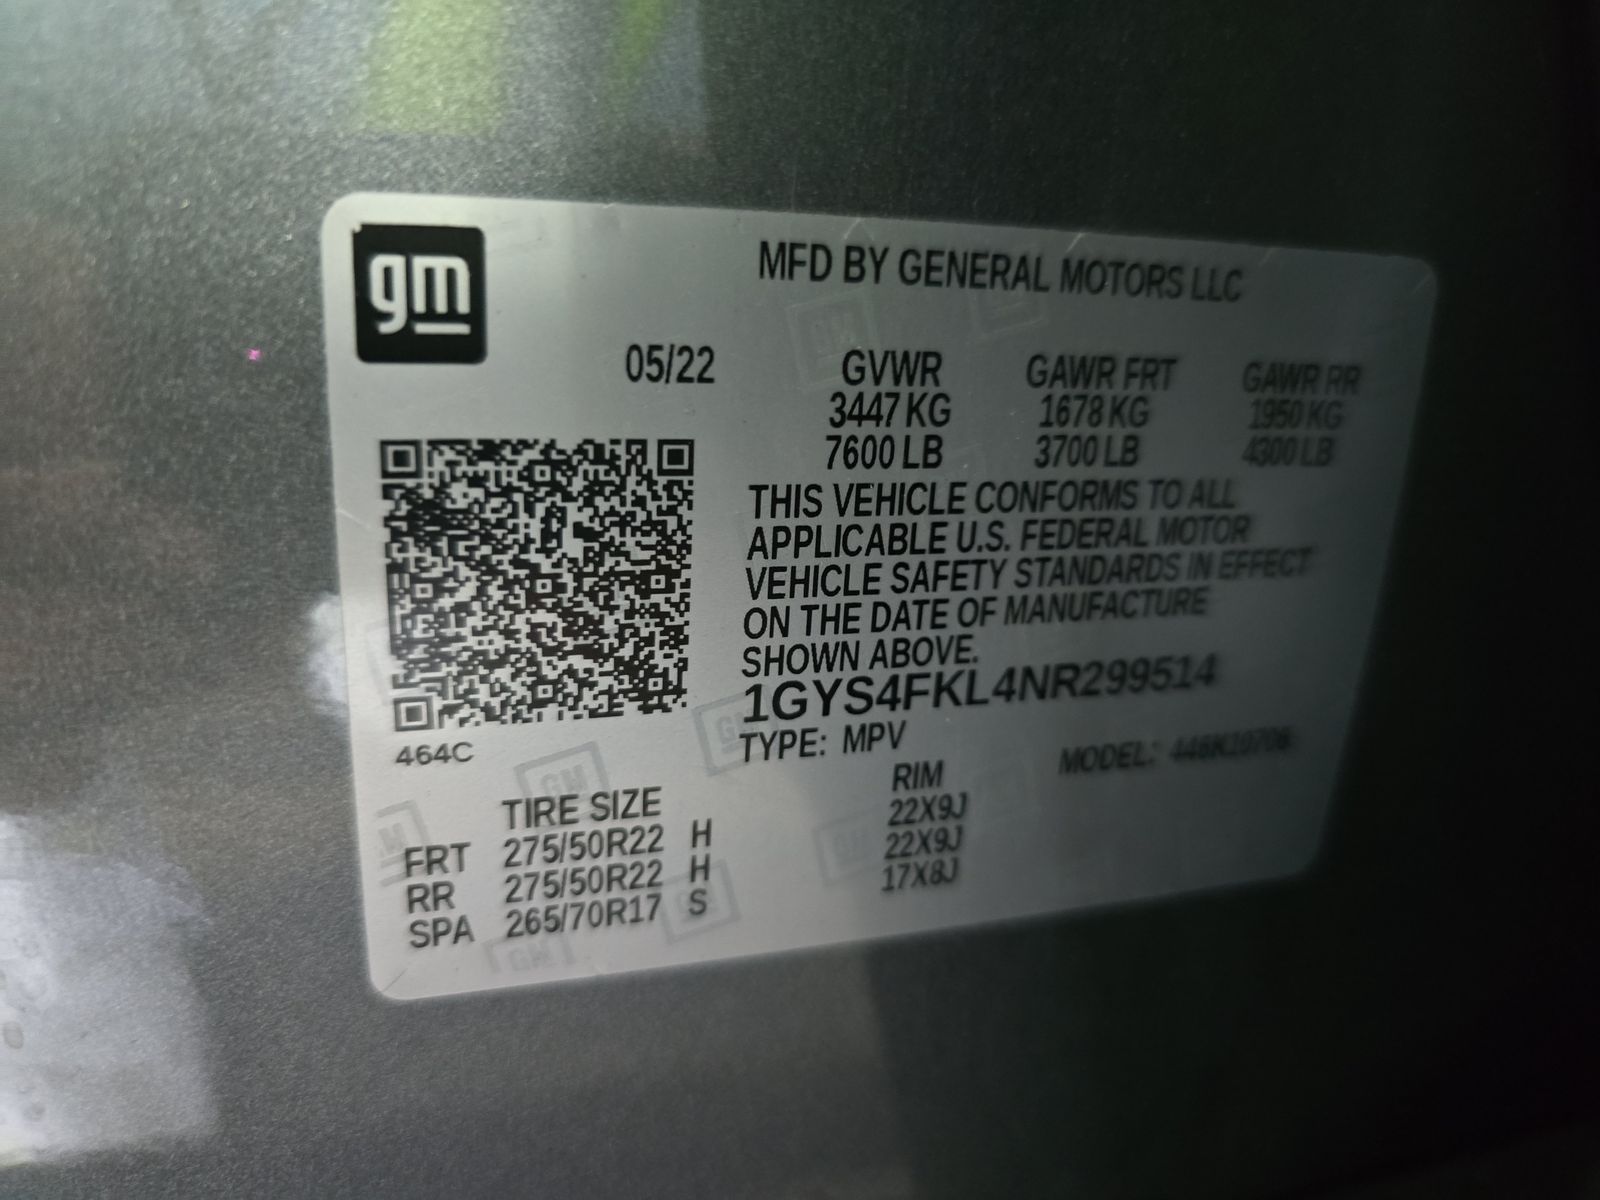 gm
MFD BY GENERAL MOTORS LLC
05/22 GVWR GAWR FRT GAWR RR
3447 KG 1678 KG 1950 KG
7600 LB 3700 LB 4300 LB
THIS VEHICLE CONFORMS TO ALL
APPLICABLE U.S. FEDERAL MOTOR
VEHICLE SAFETY STANDARDS IN EFFECT
ON THE DATE OF MANUFACTURE
SHOWN ABOVE.
1GYS4FKL4NR299514
464C
TYPE: MPV MODEL:
TIRE SIZE RIM
FRT 275/50R22 H 22X9J
RR 275/50R22 H 22X9J
SPA 265/70R17 S 17X8J